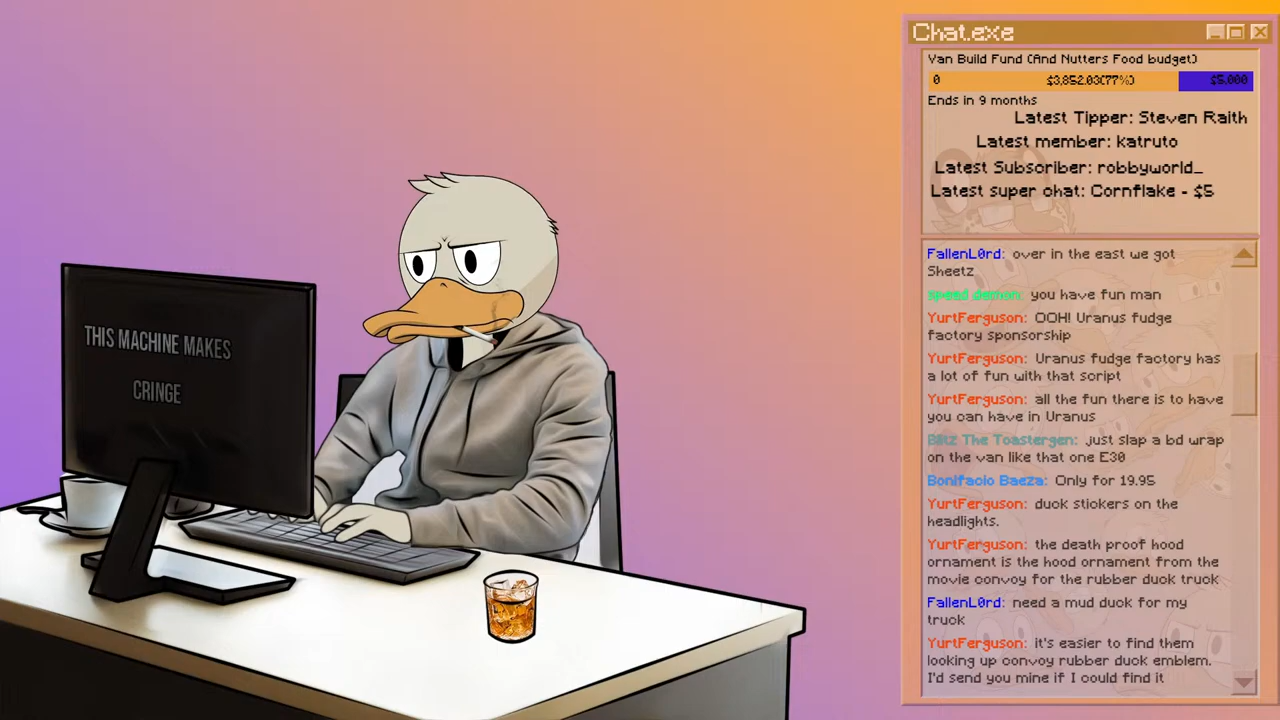 Chat.exe
Van Build Fund (And Nutters Food budget)
0 $3,852.03(77%) $5,000
Ends in 9 months
Latest Tipper: Steven Raith
Latest member: katruto
Latest Subscriber: robbyworld_
Latest super chat: Cornflake - $5
THIS MACHINE MAKES
CRINGE
FallenL0rd: over in the east we got
Sheetz
speed demon: you have fun man
YurtFerguson: OOH! Uranus fudge
factory sponsorship
YurtFerguson: Uranus fudge factory has
a lot of fun with that script
YurtFerguson: all the fun there is to have
you can have in Uranus
Blitz The Toastergen: just slap a bd wrap
on the van like that one E30
Bonifacio Baeza: Only for 19.95
YurtFerguson: duck stickers on the
headlights.
YurtFerguson: the death proof hood
ornament is the hood ornament from the
movie convoy for the rubber duck truck
FallenL0rd: need a mud duck for my
truck
YurtFerguson: it's easier to find them
looking up convoy rubber duck emblem.
I'd send you mine if I could find it